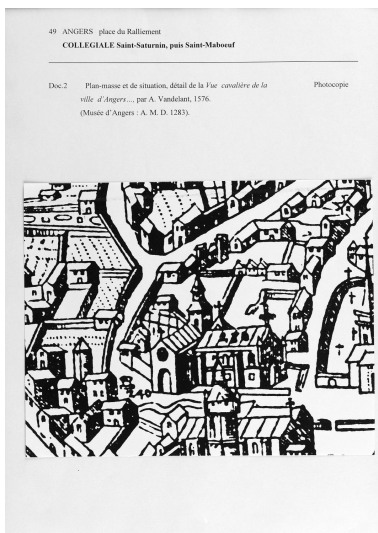 49 ANGERS place du Ralliement
COLLEGIALE Saint-Saturnin, puis Saint-Maboeuf
Doc.2 Plan-masse et de situation, détail de la Vue cavalière de la Photocopie
ville d'Angers..., par A. Vandelant, 1576.
(Musée d'Angers : A. M. D. 1283).
40